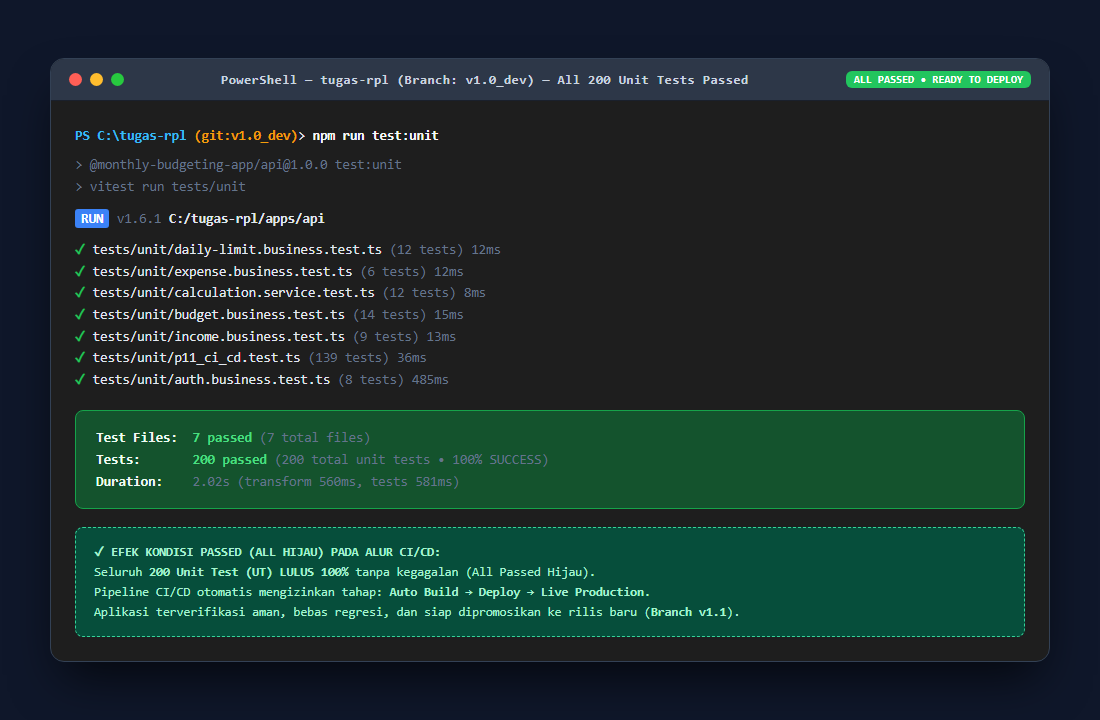 PowerShell — tugas-rpl (Branch: v1.0_dev) — All 200 Unit Tests Passed
ALL PASSED • READY TO DEPLOY
PS C:\tugas-rpl (git:v1.0_dev)> npm run test:unit
> @monthly-budgeting-app/api@1.0.0 test:unit
> vitest run tests/unit
RUN v1.6.1 C:/tugas-rpl/apps/api
✓ tests/unit/daily-limit.business.test.ts (12 tests) 12ms
✓ tests/unit/expense.business.test.ts (6 tests) 12ms
✓ tests/unit/calculation.service.test.ts (12 tests) 8ms
✓ tests/unit/budget.business.test.ts (14 tests) 15ms
✓ tests/unit/income.business.test.ts (9 tests) 13ms
✓ tests/unit/p11_ci_cd.test.ts (139 tests) 36ms
✓ tests/unit/auth.business.test.ts (8 tests) 485ms
Test Files: 7 passed (7 total files)
Tests: 200 passed (200 total unit tests • 100% SUCCESS)
Duration: 2.02s (transform 560ms, tests 581ms)
✓ EFEK KONDISI PASSED (ALL HIJAU) PADA ALUR CI/CD:
Seluruh 200 Unit Test (UT) LULUS 100% tanpa kegagalan (All Passed Hijau).
Pipeline CI/CD otomatis mengizinkan tahap: Auto Build → Deploy → Live Production.
Aplikasi terverifikasi aman, bebas regresi, dan siap dipromosikan ke rilis baru (Branch v1.1).